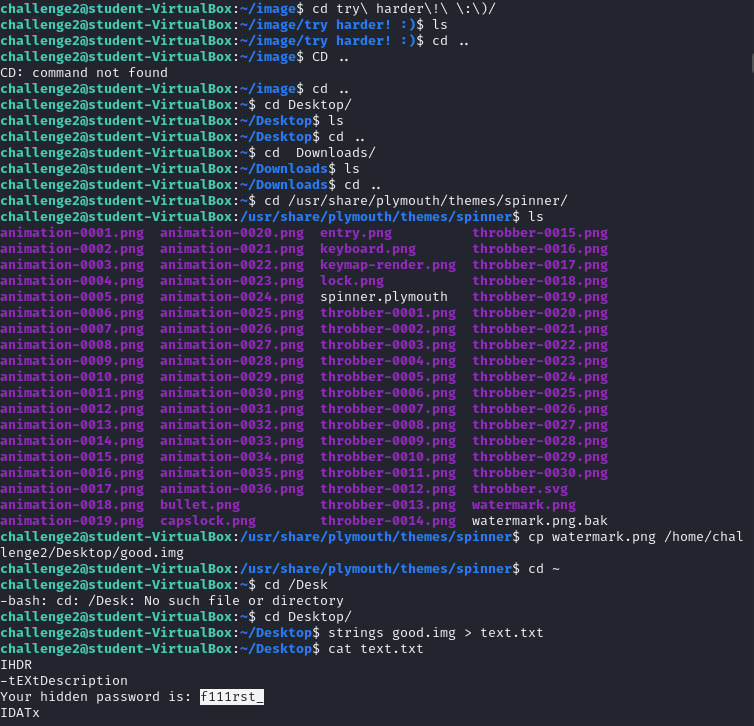 challenge2@student-VirtualBox:~/image$ cd try\ harder\!\ \:\)/
challenge2@student-VirtualBox:~/image/try harder! :)$ ls
challenge2@student-VirtualBox:~/image/try harder! :)$ cd ..
challenge2@student-VirtualBox:~/image$ CD ..
CD: command not found
challenge2@student-VirtualBox:~/image$ cd ..
challenge2@student-VirtualBox:~$ cd Desktop/
challenge2@student-VirtualBox:~/Desktop$ ls
challenge2@student-VirtualBox:~/Desktop$ cd ..
challenge2@student-VirtualBox:~$ cd  Downloads/
challenge2@student-VirtualBox:~/Downloads$ ls
challenge2@student-VirtualBox:~/Downloads$ cd ..
challenge2@student-VirtualBox:~$ cd /usr/share/plymouth/themes/spinner/
challenge2@student-VirtualBox:/usr/share/plymouth/themes/spinner$ ls
animation-0001.png  animation-0020.png  entry.png          throbber-0015.png
animation-0002.png  animation-0021.png  keyboard.png       throbber-0016.png
animation-0003.png  animation-0022.png  keymap-render.png  throbber-0017.png
animation-0004.png  animation-0023.png  lock.png           throbber-0018.png
animation-0005.png  animation-0024.png  spinner.plymouth   throbber-0019.png
animation-0006.png  animation-0025.png  throbber-0001.png  throbber-0020.png
animation-0007.png  animation-0026.png  throbber-0002.png  throbber-0021.png
animation-0008.png  animation-0027.png  throbber-0003.png  throbber-0022.png
animation-0009.png  animation-0028.png  throbber-0004.png  throbber-0023.png
animation-0010.png  animation-0029.png  throbber-0005.png  throbber-0024.png
animation-0011.png  animation-0030.png  throbber-0006.png  throbber-0025.png
animation-0012.png  animation-0031.png  throbber-0007.png  throbber-0026.png
animation-0013.png  animation-0032.png  throbber-0008.png  throbber-0027.png
animation-0014.png  animation-0033.png  throbber-0009.png  throbber-0028.png
animation-0015.png  animation-0034.png  throbber-0010.png  throbber-0029.png
animation-0016.png  animation-0035.png  throbber-0011.png  throbber-0030.png
animation-0017.png  animation-0036.png  throbber-0012.png  throbber.svg
animation-0018.png  bullet.png          throbber-0013.png  watermark.png
animation-0019.png  capslock.png        throbber-0014.png  watermark.png.bak
challenge2@student-VirtualBox:/usr/share/plymouth/themes/spinner$ cp watermark.png /home/chal
lenge2/Desktop/good.img
challenge2@student-VirtualBox:/usr/share/plymouth/themes/spinner$ cd ~
challenge2@student-VirtualBox:~$ cd /Desk
-bash: cd: /Desk: No such file or directory
challenge2@student-VirtualBox:~$ cd Desktop/
challenge2@student-VirtualBox:~/Desktop$ strings good.img > text.txt
challenge2@student-VirtualBox:~/Desktop$ cat text.txt
IHDR
-tEXtDescription
Your hidden password is: f111rst_
IDATx